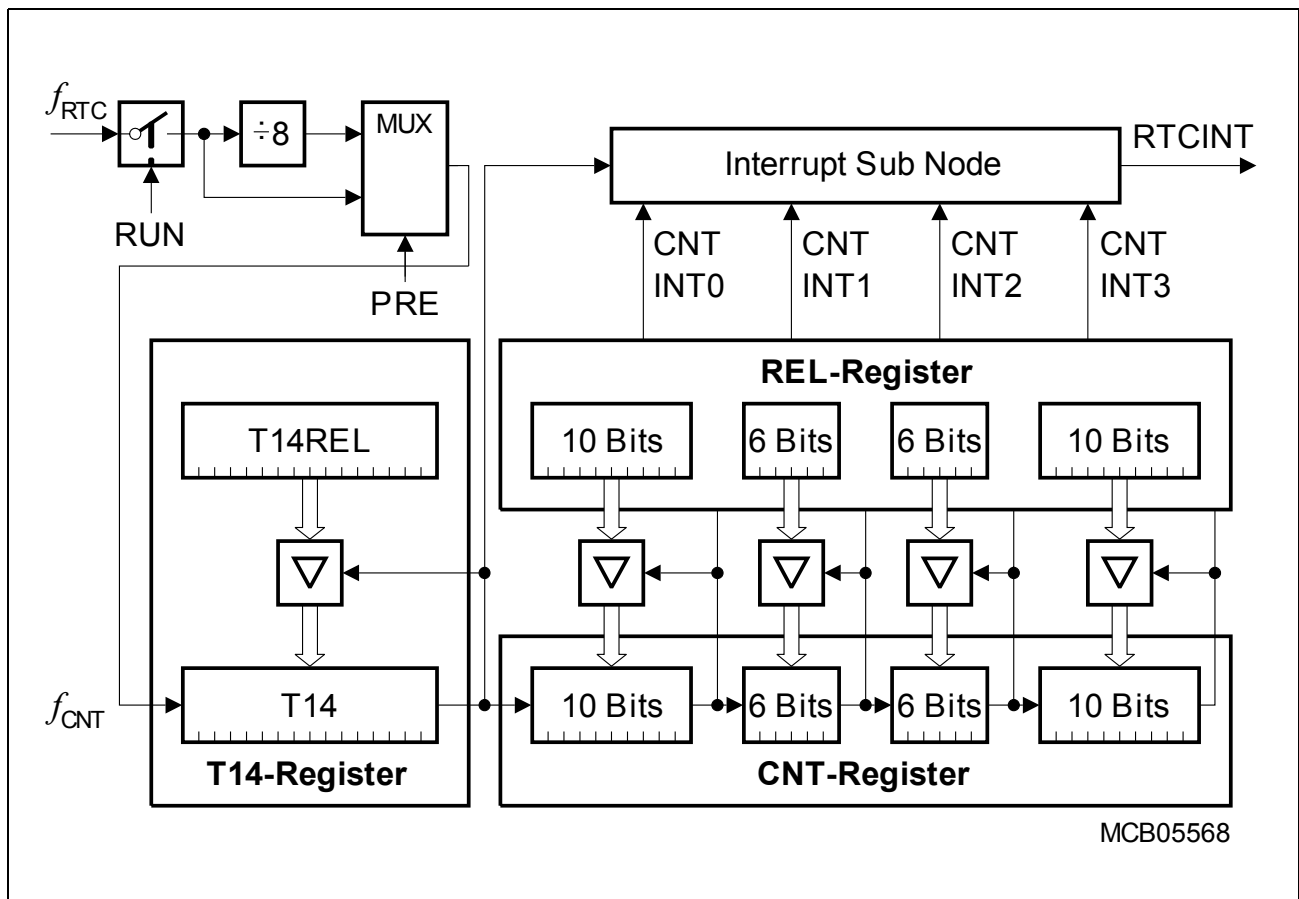 fRTC
÷8
MUX
RUN
PRE
Interrupt Sub Node
RTCINT
CNT INT0
CNT INT1
CNT INT2
CNT INT3
REL-Register
T14REL
10 Bits
6 Bits
6 Bits
10 Bits
fCNT
T14
10 Bits
6 Bits
6 Bits
10 Bits
T14-Register
CNT-Register
MCB05568